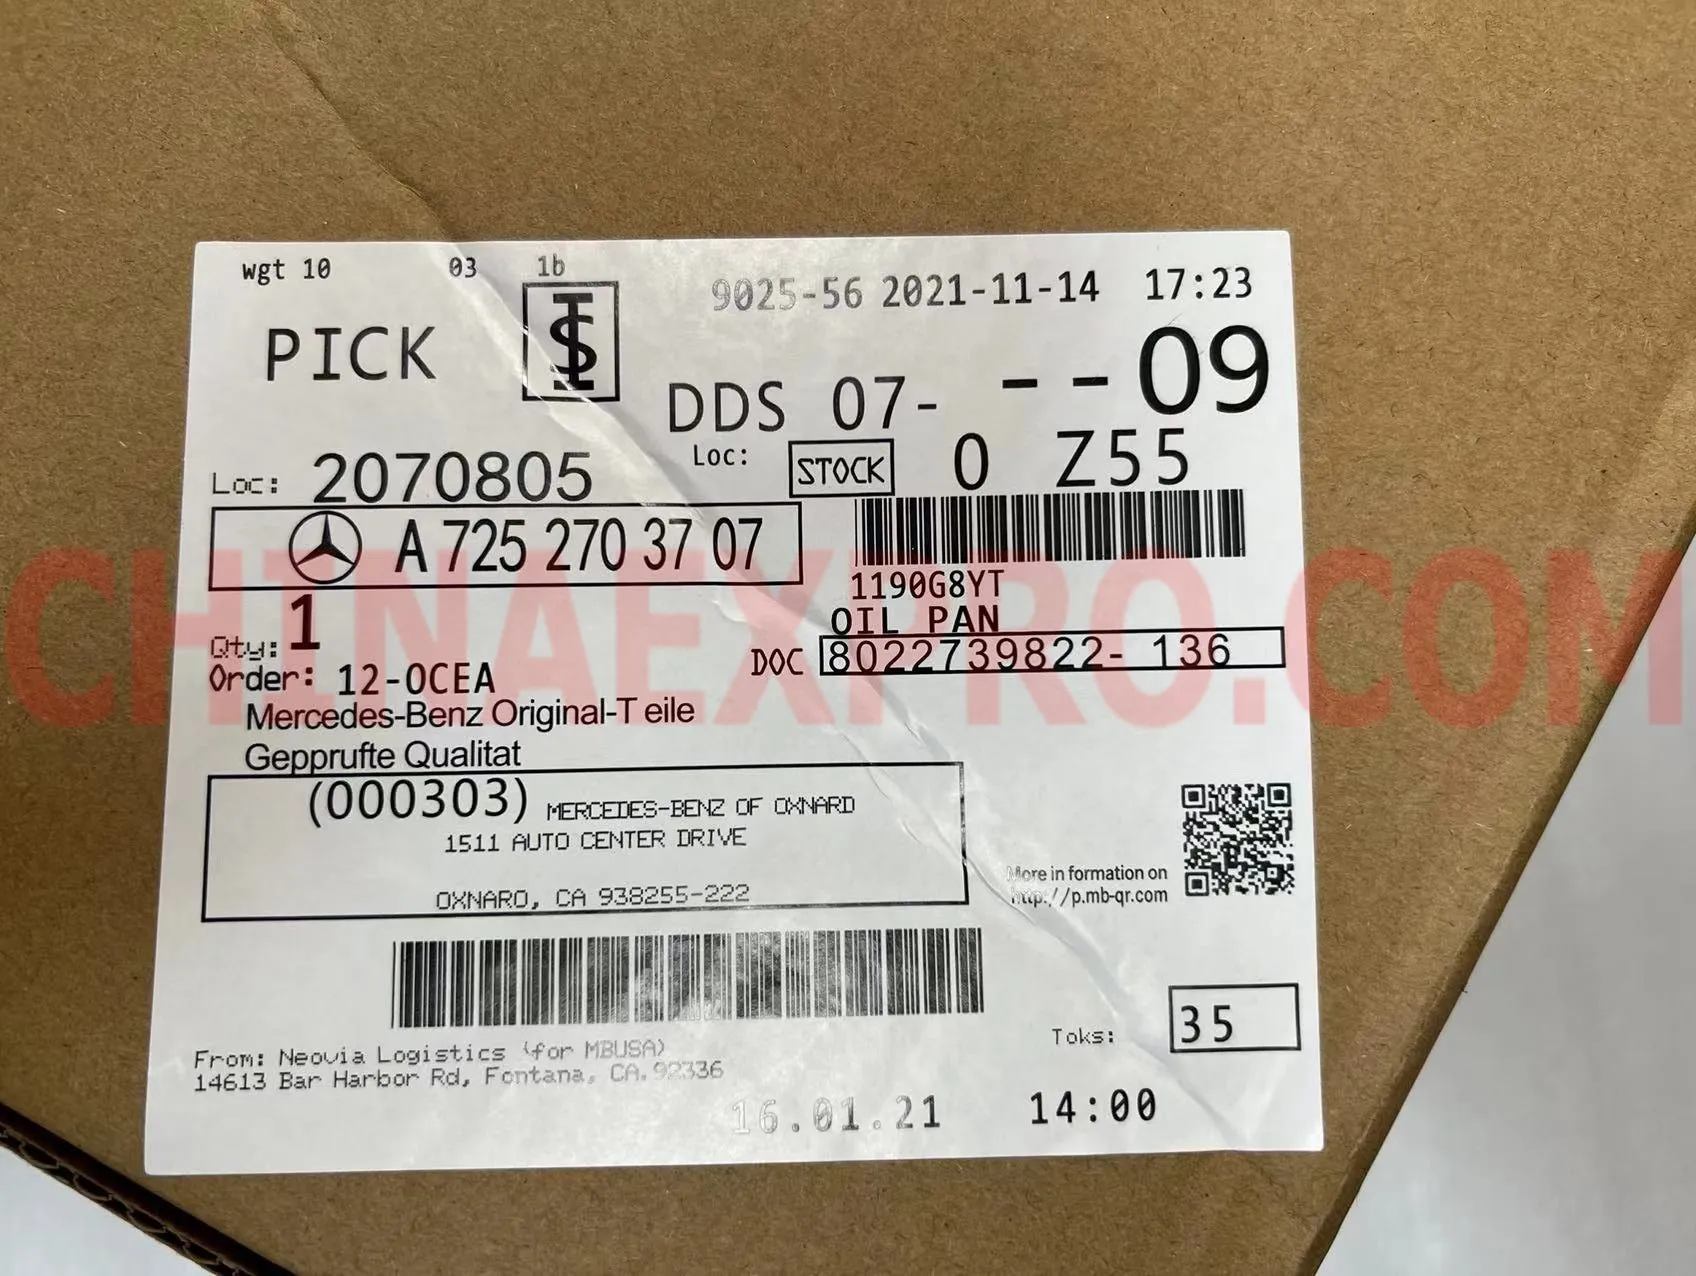 wgt 10 03 1b
9025-56 2021-11-14 17:23
PICK
DDS 07- --09
Loc: 2070805
Loc: STOCK 0 Z55
A 725 270 37 07
1190G8YT
OIL PAN
Qty: 1
DOC 8022739822- 136
Order: 12-OCEA
Mercedes-Benz Original-T eile
Gepprufte Qualitat
(000303) MERCEDES-BENZ OF OXNARD
1511 AUTO CENTER DRIVE
OXNARO, CA 938255-222
More in formation on
http://p.mb-qr.com
Toks: 35
From: Neovia Logistics (for MBUSA)
14613 Bar Harbor Rd, Fontana, CA. 92336
16.01.21 14:00
CHINAEXPRO.COM